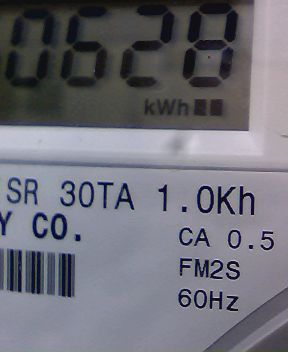 0628
kWh
SR 30TA 1.0Kh
Y CO.
CA 0.5
FM2S
60Hz